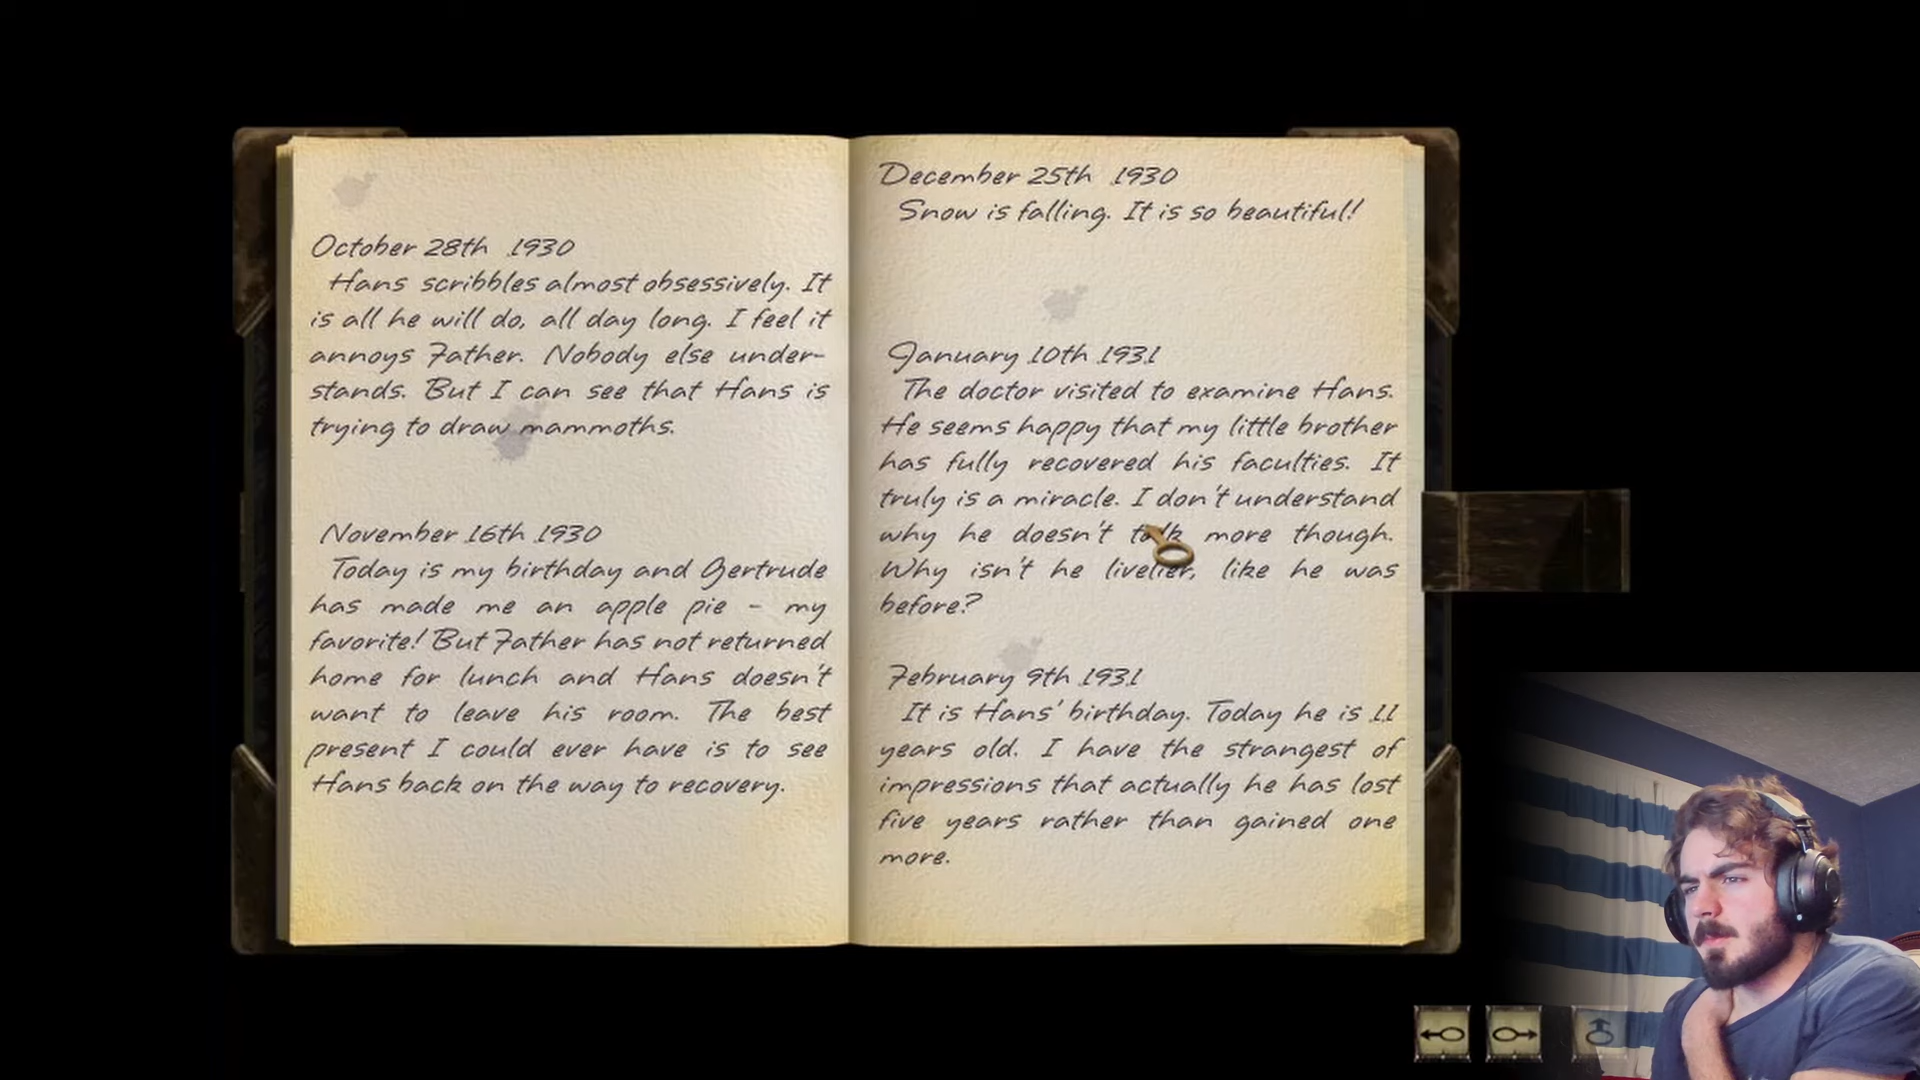 October 28th 1930
Hans scribbles almost obsessively. It
is all he will do, all day long. I feel it
annoys Father. Nobody else under-
stands. But I can see that Hans is
trying to draw mammoths.
November 16th 1930
Today is my birthday and Gertrude
has made me an apple pie - my
favorite! But Father has not returned
home for lunch and Hans doesn't
want to leave his room. The best
present I could ever have is to see
Hans back on the way to recovery.
December 25th 1930
Snow is falling. It is so beautiful!
January 10th 1931
The doctor visited to examine Hans.
He seems happy that my little brother
has fully recovered his faculties. It
truly is a miracle. I don't understand
why he doesn't talk more though.
Why isn't he livelier, like he was
before?
February 9th 1931
It is Hans' birthday. Today he is 11
years old. I have the strangest of
impressions that actually he has lost
five years rather than gained one
more.